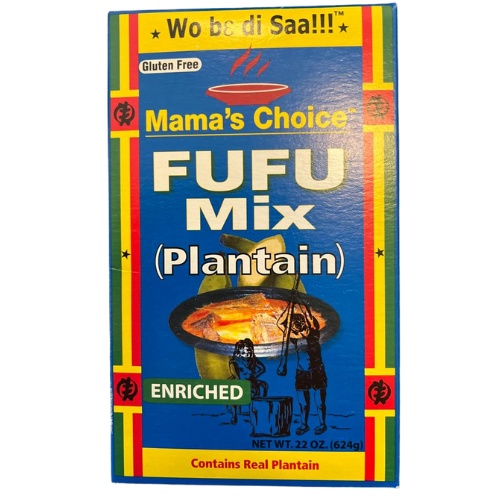 Wo bɛ di Saa!!!™
Gluten Free
Mama's Choice™
FUFU
Mix
(Plantain)
ENRICHED
NET WT. 22 OZ. (624g)
Contains Real Plantain